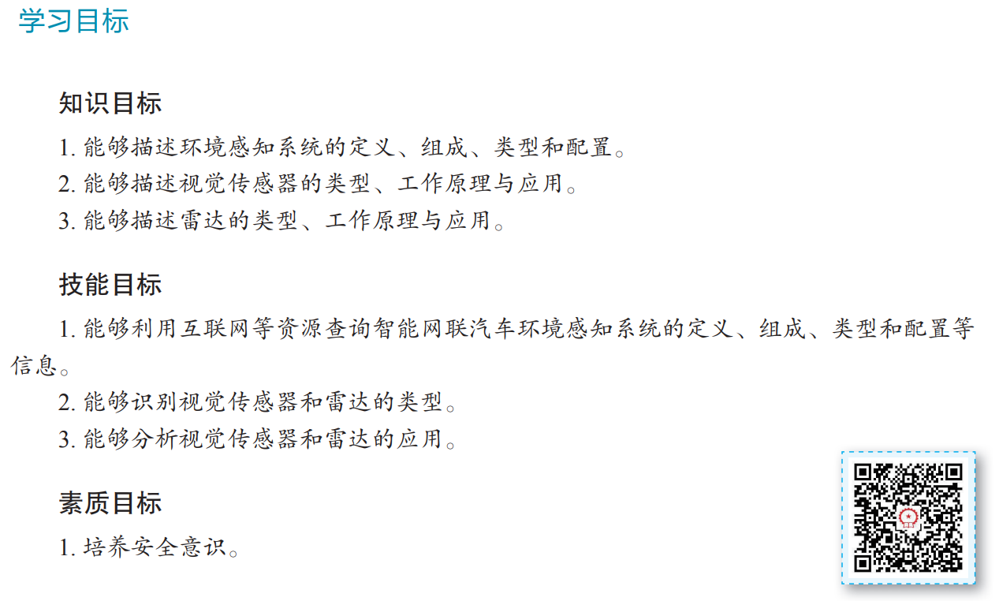 学习目标
知识目标
1. 能够描述环境感知系统的定义、组成、类型和配置。
2. 能够描述视觉传感器的类型、工作原理与应用。
3. 能够描述雷达的类型、工作原理与应用。
技能目标
1. 能够利用互联网等资源查询智能网联汽车环境感知系统的定义、组成、类型和配置等
信息。
2. 能够识别视觉传感器和雷达的类型。
3. 能够分析视觉传感器和雷达的应用。
素质目标
1. 培养安全意识。